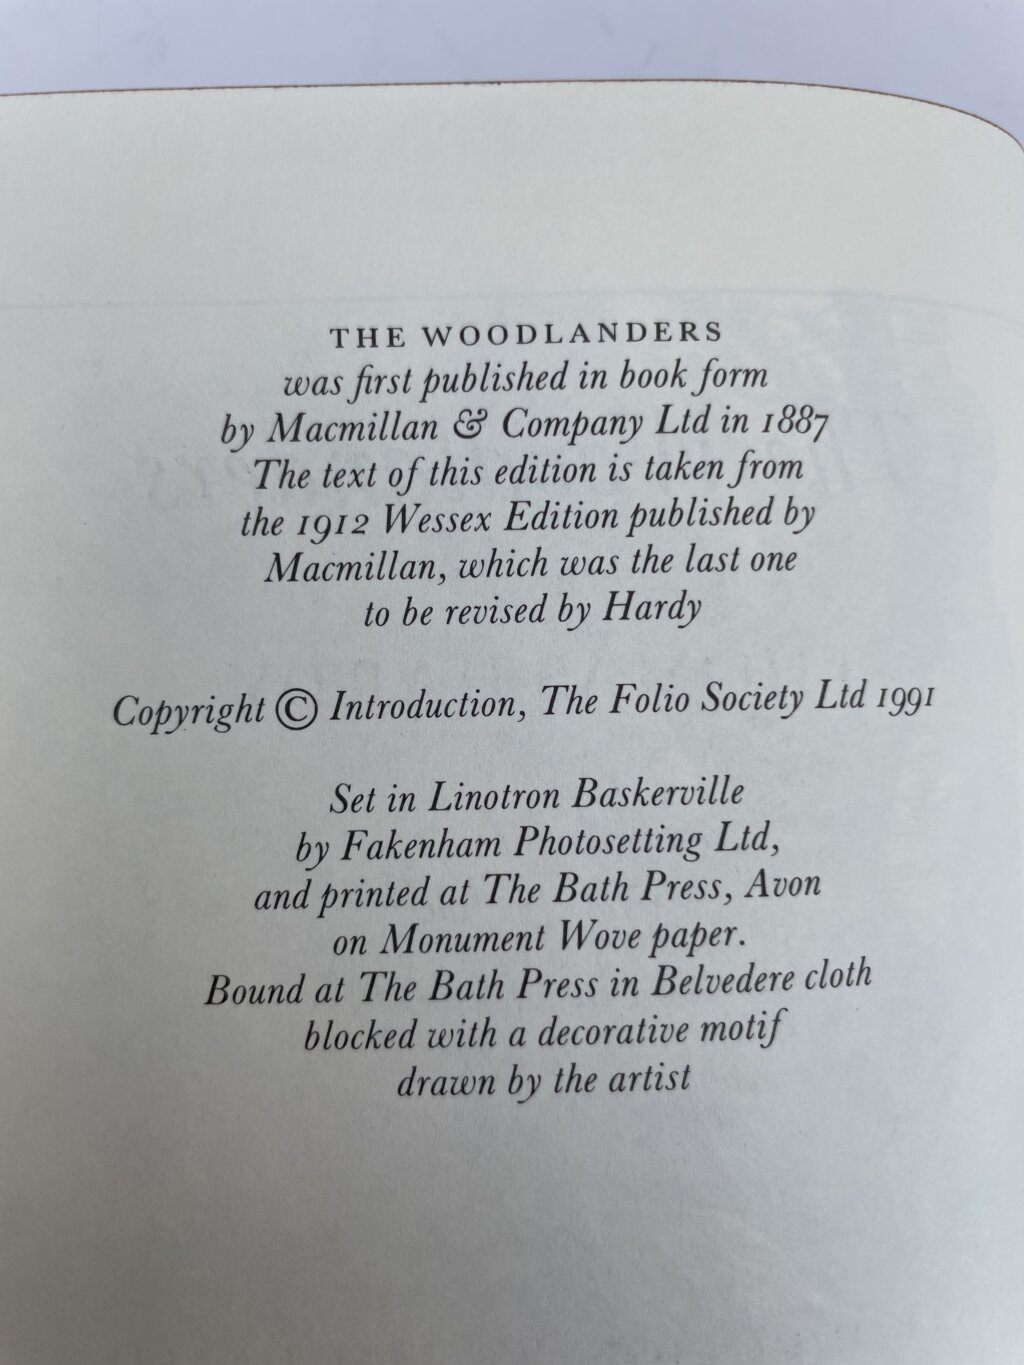 THE WOODLANDERS
was first published in book form
by Macmillan & Company Ltd in 1887
The text of this edition is taken from
the 1912 Wessex Edition published by
Macmillan, which was the last one
to be revised by Hardy
Copyright © Introduction, The Folio Society Ltd 1991
Set in Linotron Baskerville
by Fakenham Photosetting Ltd,
and printed at The Bath Press, Avon
on Monument Wove paper.
Bound at The Bath Press in Belvedere cloth
blocked with a decorative motif
drawn by the artist